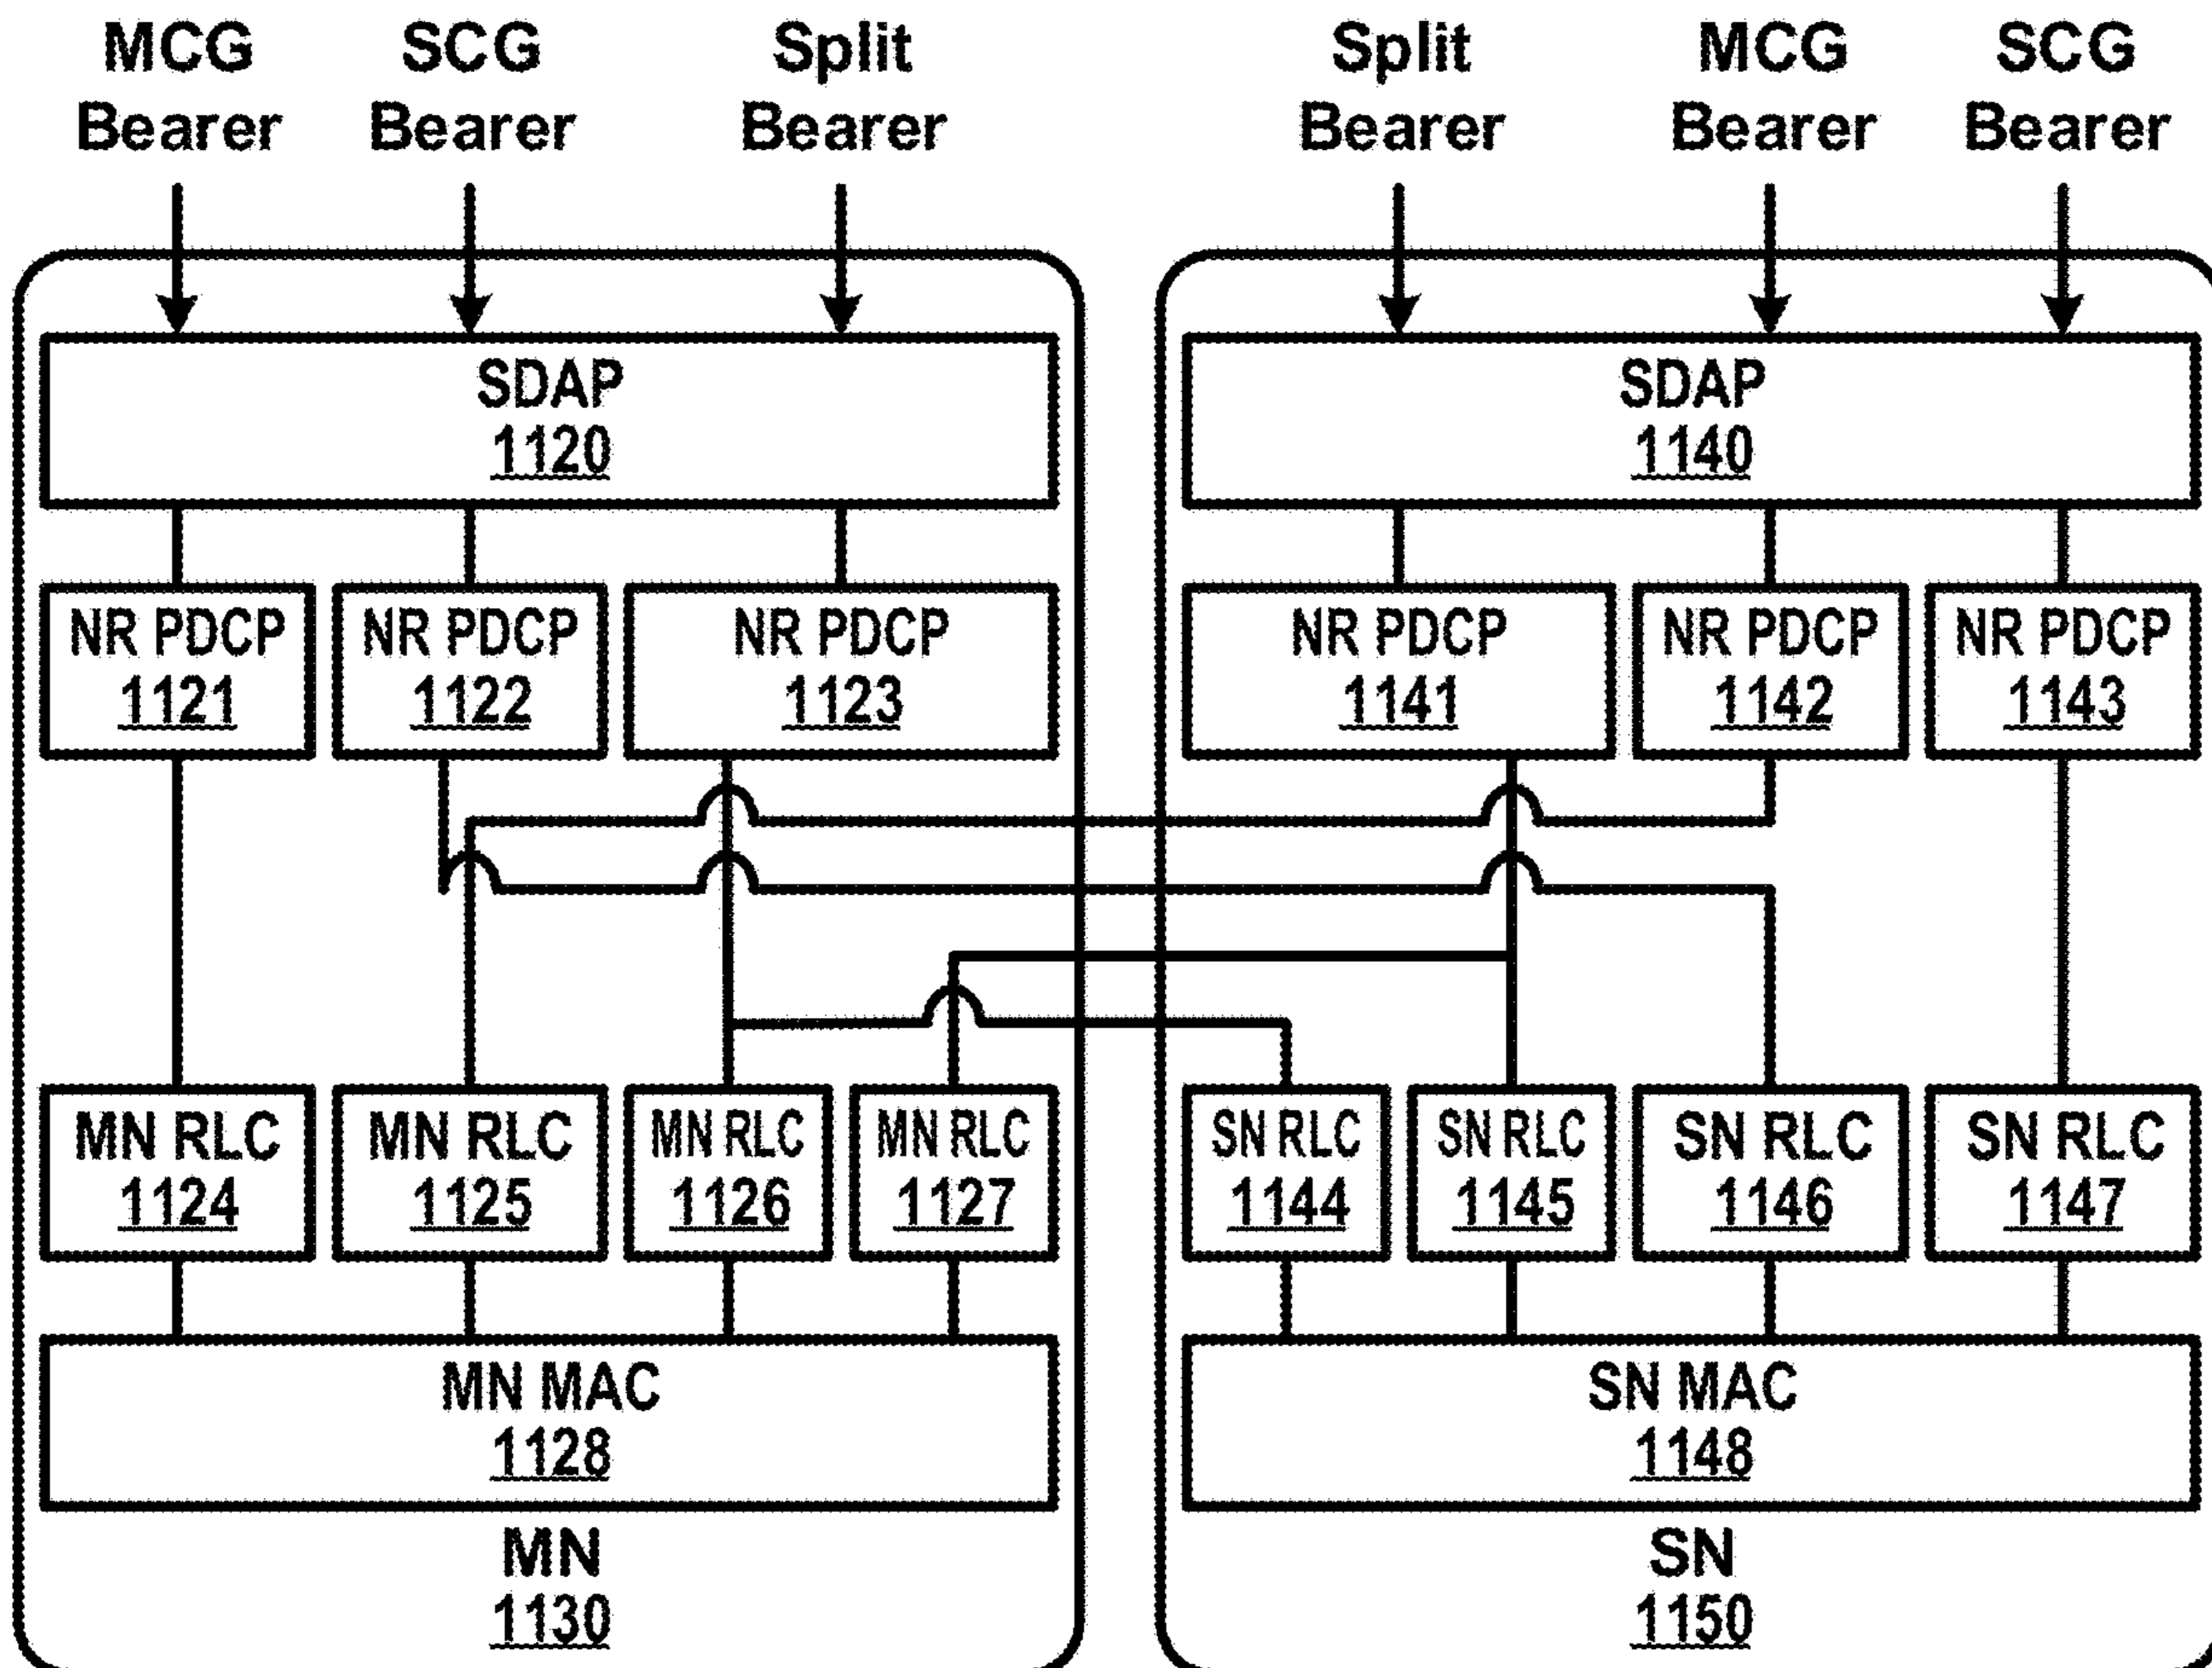 MCG
Bearer
SCG
Bearer
Split
Bearer
Split
Bearer
MCG
Bearer
SCG
Bearer
SDAP
1120
SDAP
1140
NR PDCP
1121
NR PDCP
1122
NR PDCP
1123
NR PDCP
1141
NR PDCP
1142
NR PDCP
1143
MN RLC
1124
MN RLC
1125
MN RLC
1126
MN RLC
1127
SN RLC
1144
SN RLC
1145
SN RLC
1146
SN RLC
1147
MN MAC
1128
SN MAC
1148
MN
1130
SN
1150